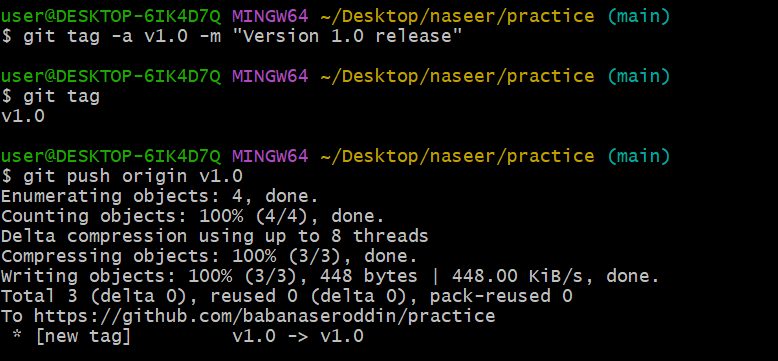 user@DESKTOP-6IK4D7Q MINGW64 ~/Desktop/naseer/practice (main)
$ git tag -a v1.0 -m "Version 1.0 release"
user@DESKTOP-6IK4D7Q MINGW64 ~/Desktop/naseer/practice (main)
$ git tag
v1.0
user@DESKTOP-6IK4D7Q MINGW64 ~/Desktop/naseer/practice (main)
$ git push origin v1.0
Enumerating objects: 4, done.
Counting objects: 100% (4/4), done.
Delta compression using up to 8 threads
Compressing objects: 100% (3/3), done.
Writing objects: 100% (3/3), 448 bytes | 448.00 KiB/s, done.
Total 3 (delta 0), reused 0 (delta 0), pack-reused 0
To https://github.com/babanaseroddin/practice
 * [new tag]         v1.0 -> v1.0